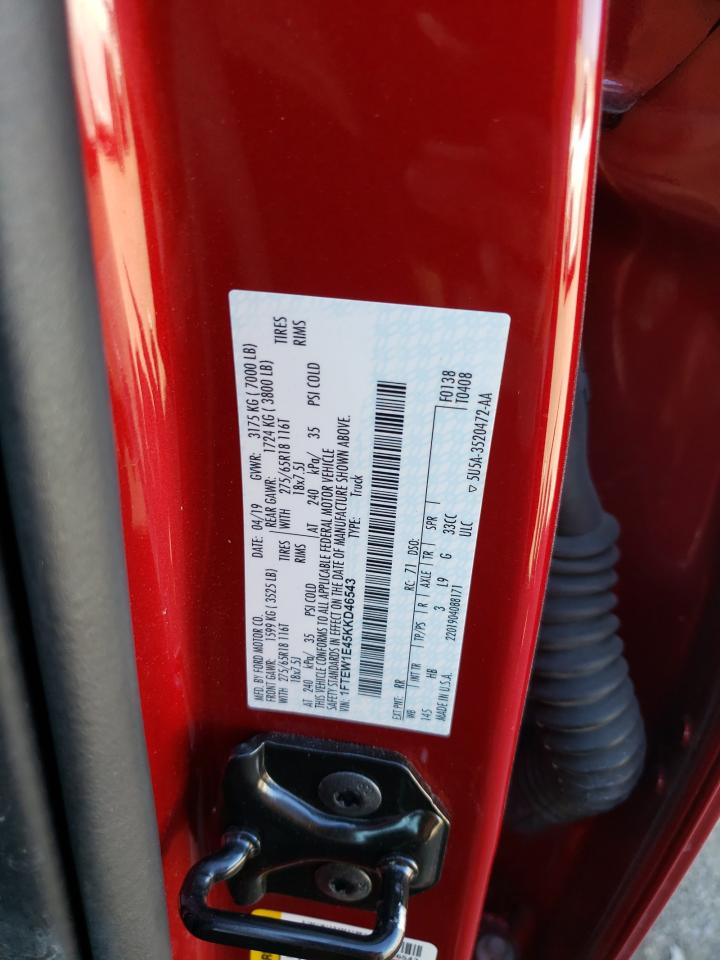 MFD. BY FORD MOTOR CO. DATE: 04/19 GVWR: 3175 KG ( 7000 LB)
FRONT GAWR: 1599 KG ( 3525 LB) REAR GAWR: 1724 KG ( 3800 LB)
WITH 275/65R18 116T TIRES WITH 275/65R18 116T TIRES
18x7.5J RIMS 18x7.5J RIMS
AT 240 kPa/ 35 PSI COLD AT 240 kPa/ 35 PSI COLD
THIS VEHICLE CONFORMS TO ALL APPLICABLE FEDERAL MOTOR VEHICLE
SAFETY STANDARDS IN EFFECT ON THE DATE OF MANUFACTURE SHOWN ABOVE.
VIN: 1FTEW1E45KKD46543 TYPE: Truck
EXT PNT: RR RC: 71 DSO: F0138
WB INT TR TP/PS R AXLE TR SPR T0408
145 HB 3 L9 G 33CC
MADE IN U.S.A. ULC
2201904088171 ▽ 5U5A-3520472-AA